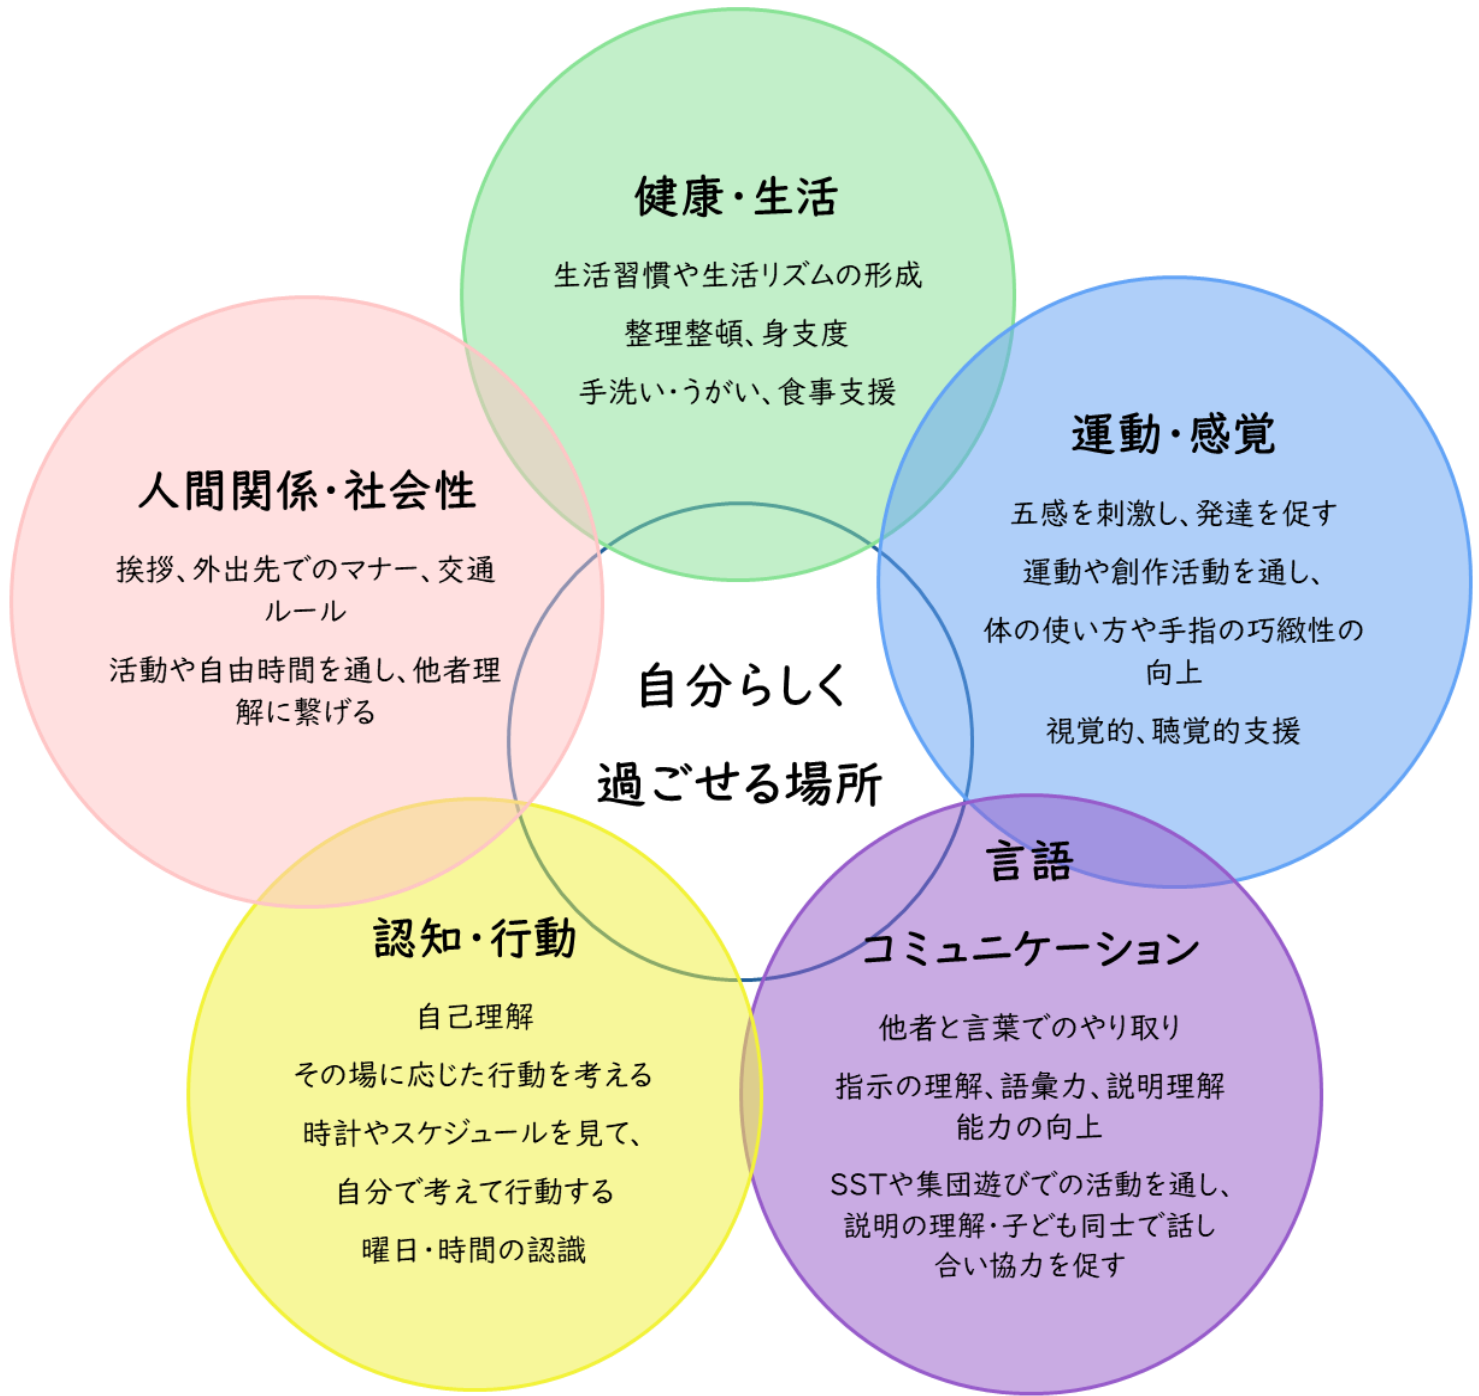 健康・生活
生活習慣や生活リズムの形成
整理整頓、身支度
手洗い・うがい、食事支援
運動・感覚
五感を刺激し、発達を促す
運動や創作活動を通し、
体の使い方や手指の巧緻性の
向上
視覚的、聴覚的支援
人間関係・社会性
挨拶、外出先でのマナー、交通
ルール
活動や自由時間を通し、他者理
解に繋げる
自分らしく
過ごせる場所
言語
コミュニケーション
他者と言葉でのやり取り
指示の理解、語彙力、説明理解
能力の向上
SSTや集団遊びでの活動を通し、
説明の理解・子ども同士で話し
合い協力を促す
認知・行動
自己理解
その場に応じた行動を考える
時計やスケジュールを見て、
自分で考えて行動する
曜日・時間の認識